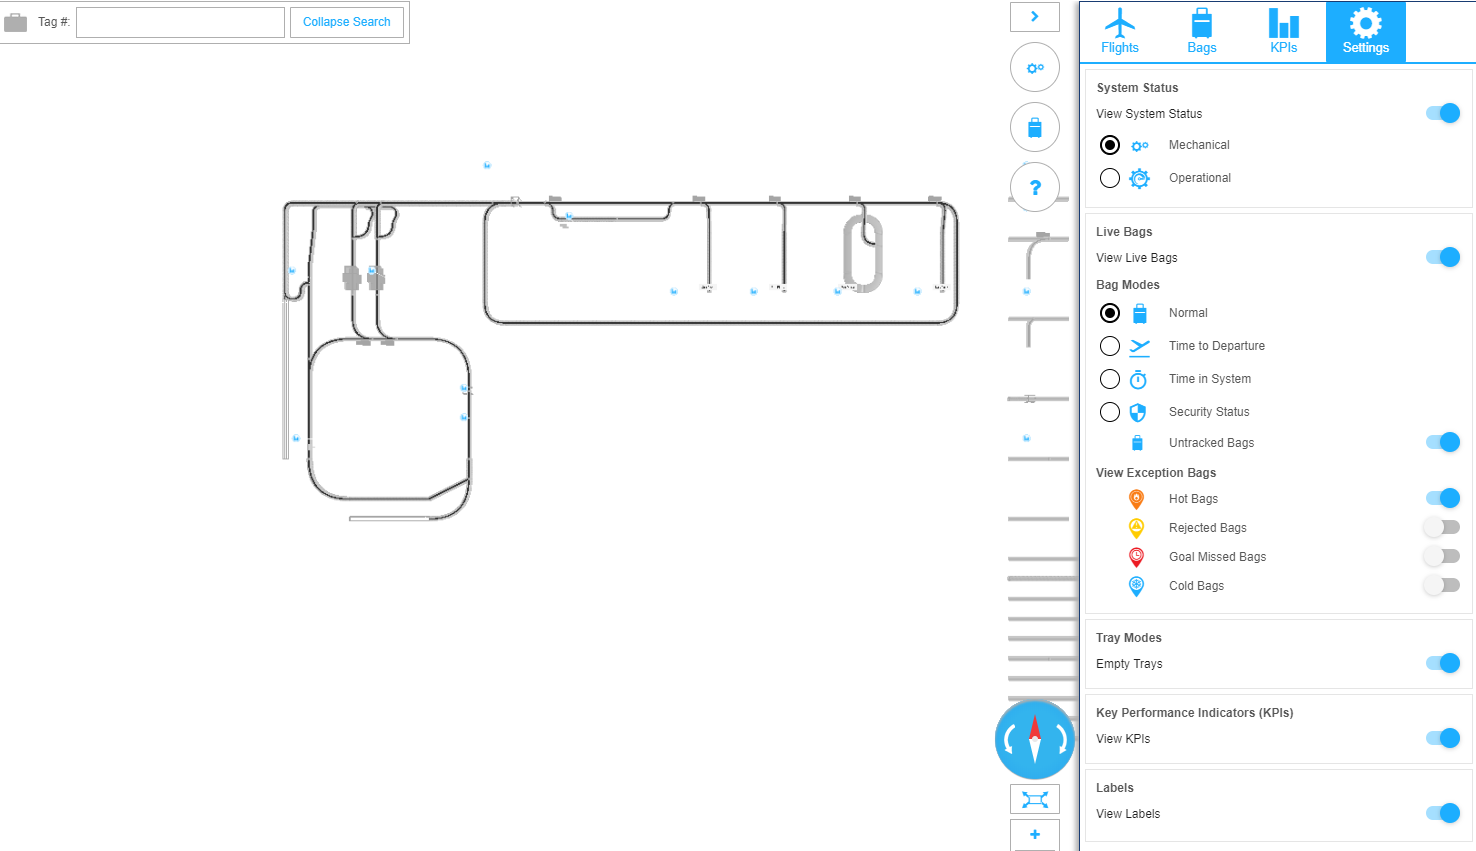 Tag #:
Collapse Search
Flights
Bags
KPIs
Settings
System Status
View System Status
Mechanical
Operational
Live Bags
View Live Bags
Bag Modes
Normal
Time to Departure
Time in System
Security Status
Untracked Bags
View Exception Bags
Hot Bags
Rejected Bags
Goal Missed Bags
Cold Bags
Tray Modes
Empty Trays
Key Performance Indicators (KPIs)
View KPIs
Labels
View Labels
?
+